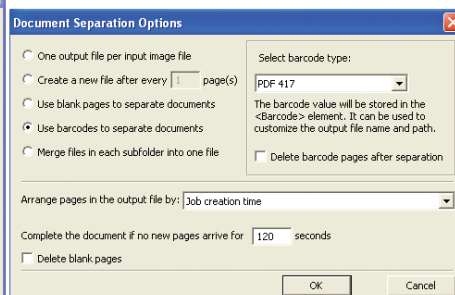 Document Separation Options
One output file per input image file
Create a new file after every 1 page(s)
Use blank pages to separate documents
Use barcodes to separate documents
Merge files in each subfolder into one file
Select barcode type:
PDF 417
The barcode value will be stored in the
<Barcode> element. It can be used to
customize the output file name and path.
Delete barcode pages after separation
Arrange pages in the output file by: Job creation time
Complete the document if no new pages arrive for 120 seconds
Delete blank pages
OK Cancel